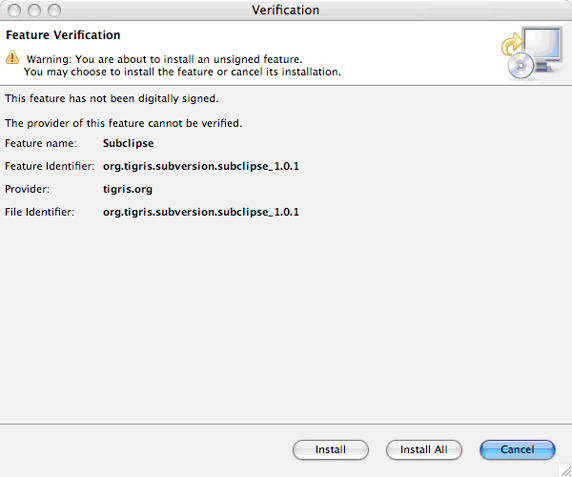 Verification
Feature Verification
Warning: You are about to install an unsigned feature.
You may choose to install the feature or cancel its installation.
This feature has not been digitally signed.
The provider of this feature cannot be verified.
Feature name: Subclipse
Feature Identifier: org.tigris.subversion.subclipse_1.0.1
Provider: tigris.org
File Identifier: org.tigris.subversion.subclipse_1.0.1
Install Install All Cancel